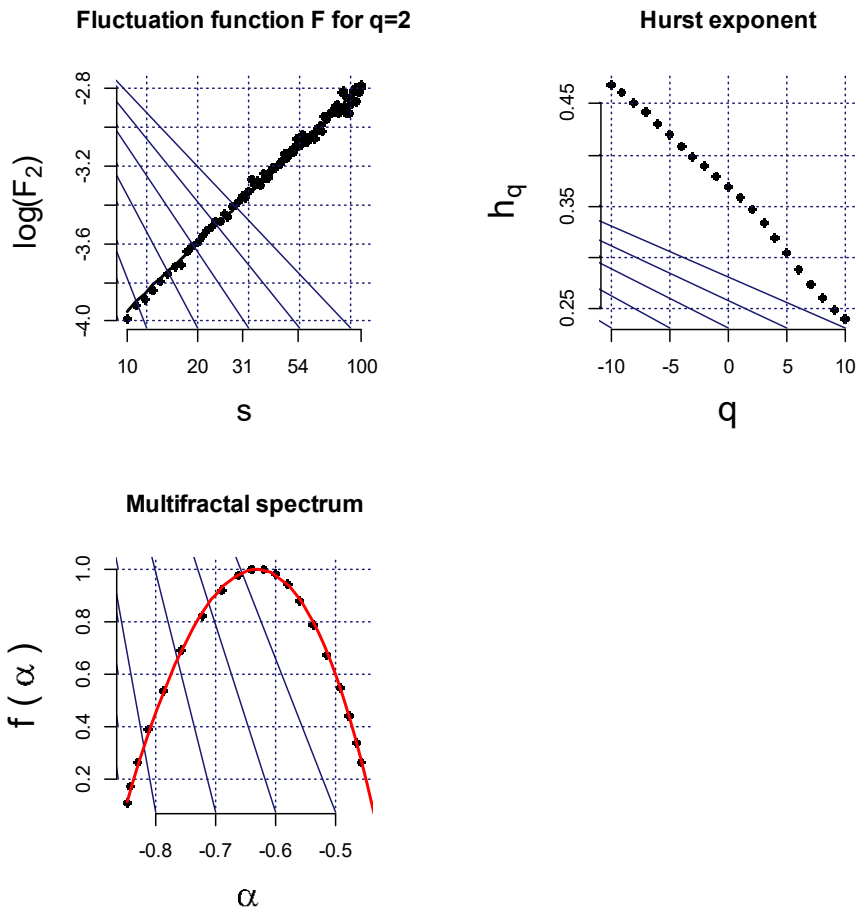 Fluctuation function F for q=2
log(F2)
-2.8
-3.2
-3.6
-4.0
10 20 31 54 100
s
Hurst exponent
hq
0.45
0.35
0.25
-10 -5 0 5 10
q
Multifractal spectrum
f ( α )
1.0
0.8
0.6
0.4
0.2
-0.8 -0.7 -0.6 -0.5
α